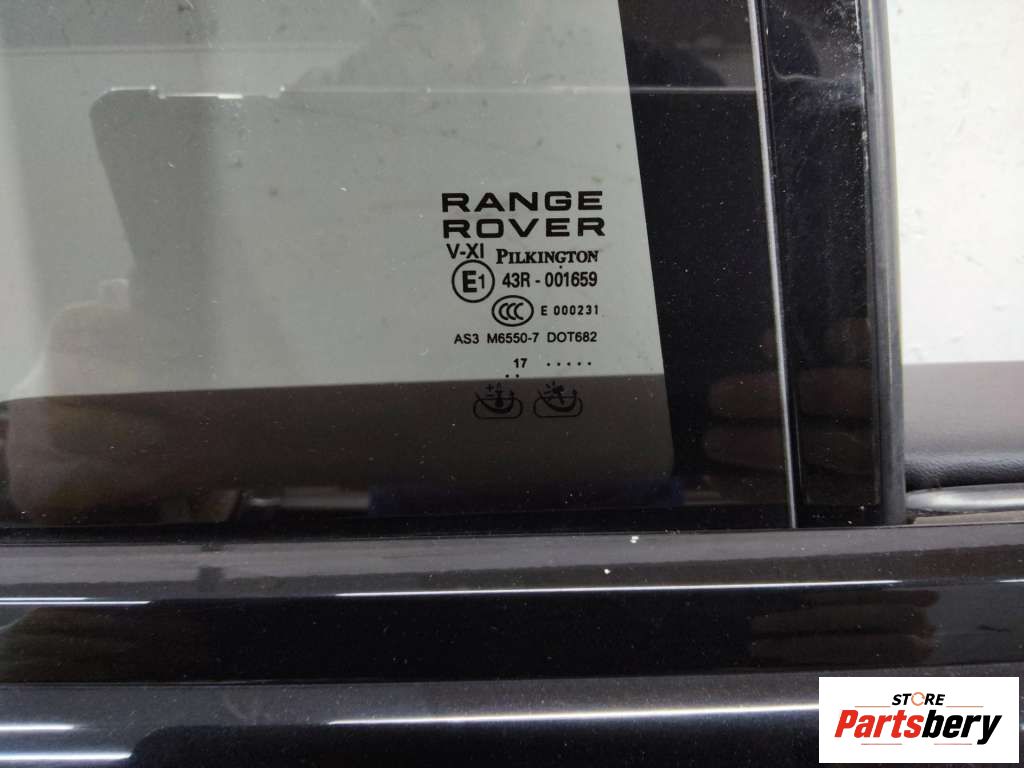 RANGE
ROVER
V-XI PILKINGTON
E1 43R - 001659
CCC E 000231
AS3 M6550-7 DOT682
17 .....
..
STORE
Partsbery